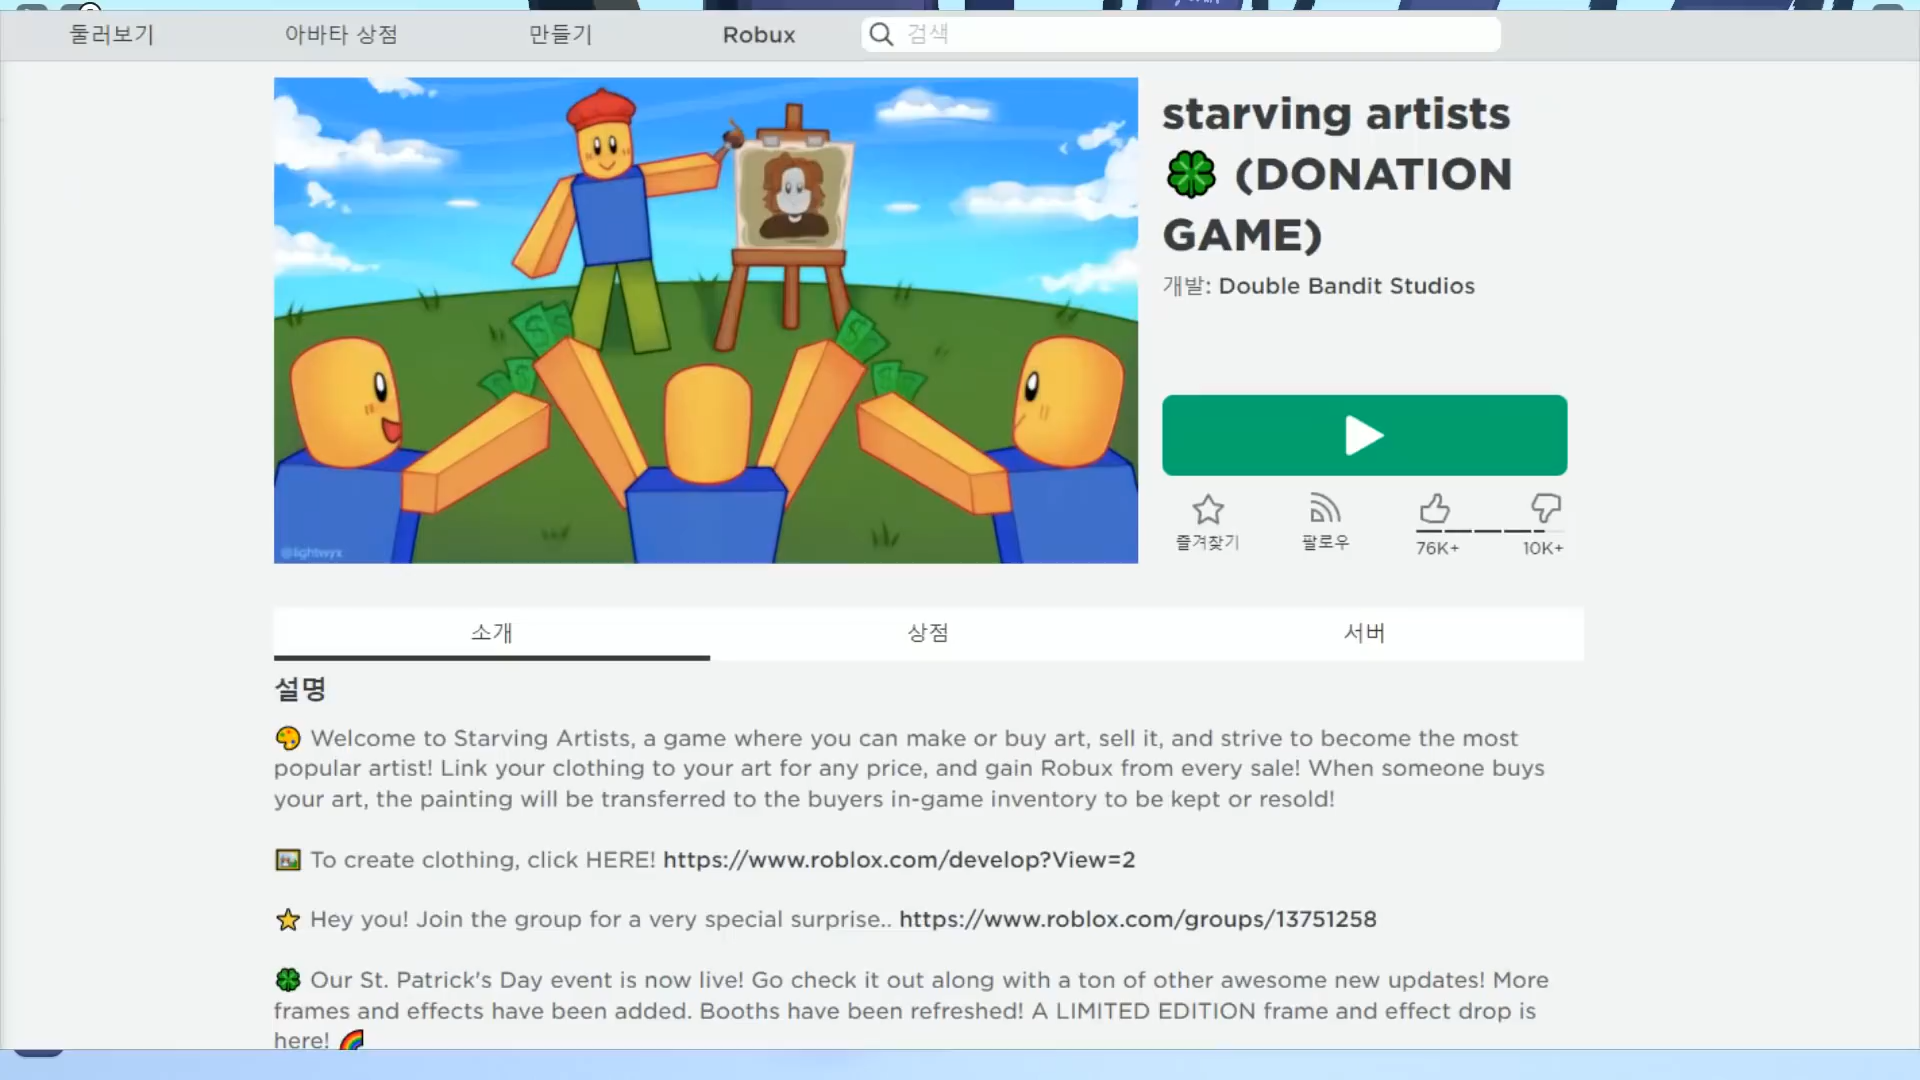 둘러보기 아바타 상점 만들기 Robux 검색
starving artists
🍀 (DONATION
GAME)
개발: Double Bandit Studios
즐겨찾기 팔로우 76K+ 10K+
@lightwyx
소개 상점 서버
설명
🎨 Welcome to Starving Artists, a game where you can make or buy art, sell it, and strive to become the most
popular artist! Link your clothing to your art for any price, and gain Robux from every sale! When someone buys
your art, the painting will be transferred to the buyers in-game inventory to be kept or resold!
🖼️ To create clothing, click HERE! https://www.roblox.com/develop?View=2
⭐ Hey you! Join the group for a very special surprise.. https://www.roblox.com/groups/13751258
🍀 Our St. Patrick's Day event is now live! Go check it out along with a ton of other awesome new updates! More
frames and effects have been added. Booths have been refreshed! A LIMITED EDITION frame and effect drop is
here! 🌈